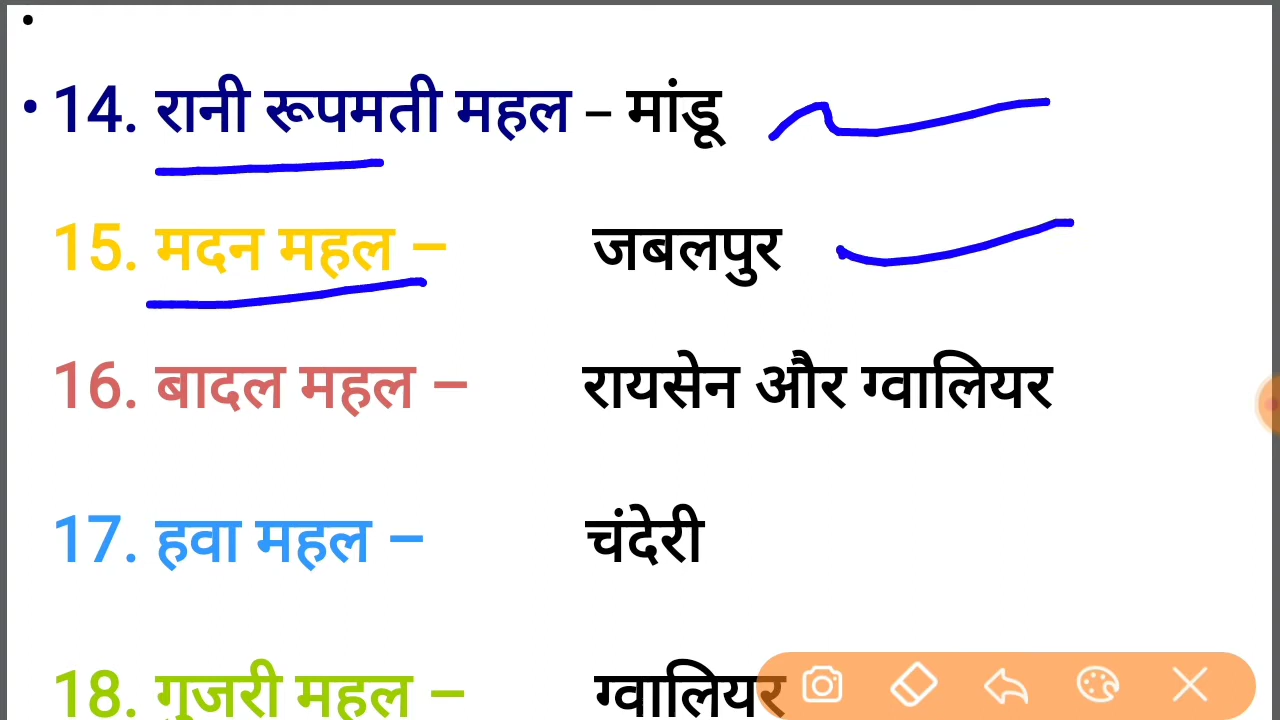 •
• 14. रानी रूपमती महल – मांडू
15. मदन महल – जबलपुर
16. बादल महल – रायसेन और ग्वालियर
17. हवा महल – चंदेरी
18. गुजरी महल – ग्वालियर